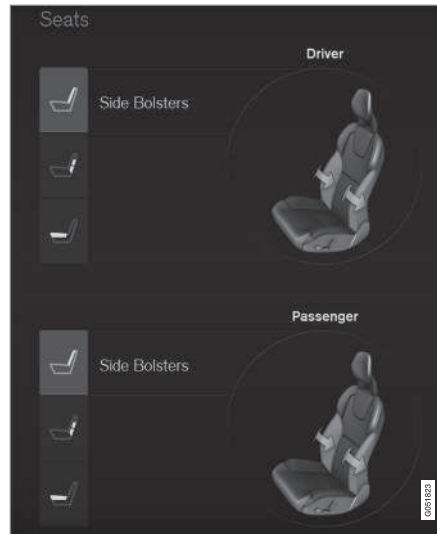 Seats
Driver
Side Bolsters
Passenger
Side Bolsters
G051823